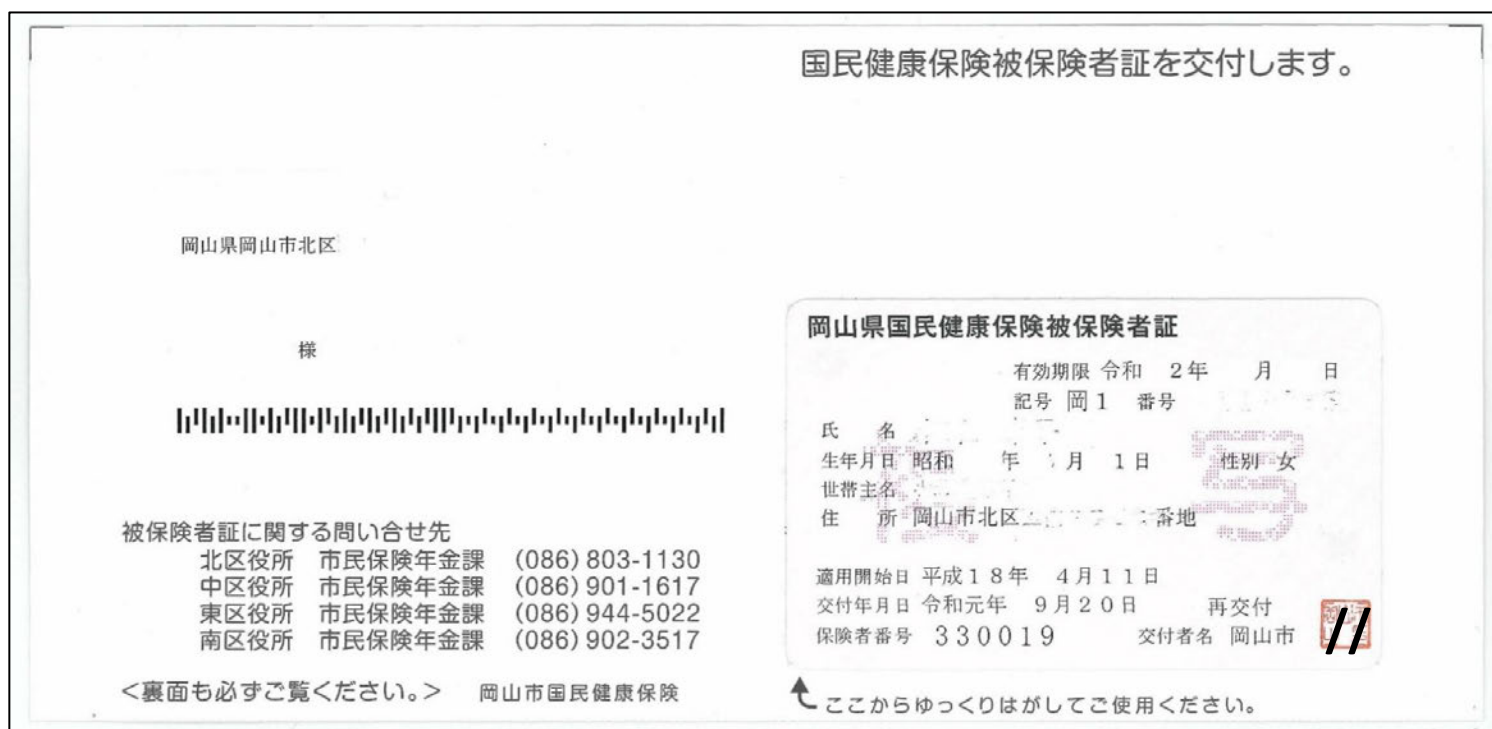 国民健康保険被保険者証を交付します。
岡山県岡山市北区
様
被保険者証に関する問い合せ先
北区役所 市民保険年金課 (086)803-1130
中区役所 市民保険年金課 (086)901-1617
東区役所 市民保険年金課 (086)944-5022
南区役所 市民保険年金課 (086)902-3517
<裏面も必ずご覧ください。> 岡山市国民健康保険
岡山県国民健康保険被保険者証
有効期限 令和 2年 月 日
記号 岡1 番号
氏 名
生年月日 昭和 年 月 1日 性別 女
世帯主名
住 所 岡山市北区 番地
適用開始日 平成18年 4月11日
交付年月日 令和元年 9月20日 再交付
保険者番号 330019 交付者名 岡山市
ここからゆっくりはがしてご使用ください。